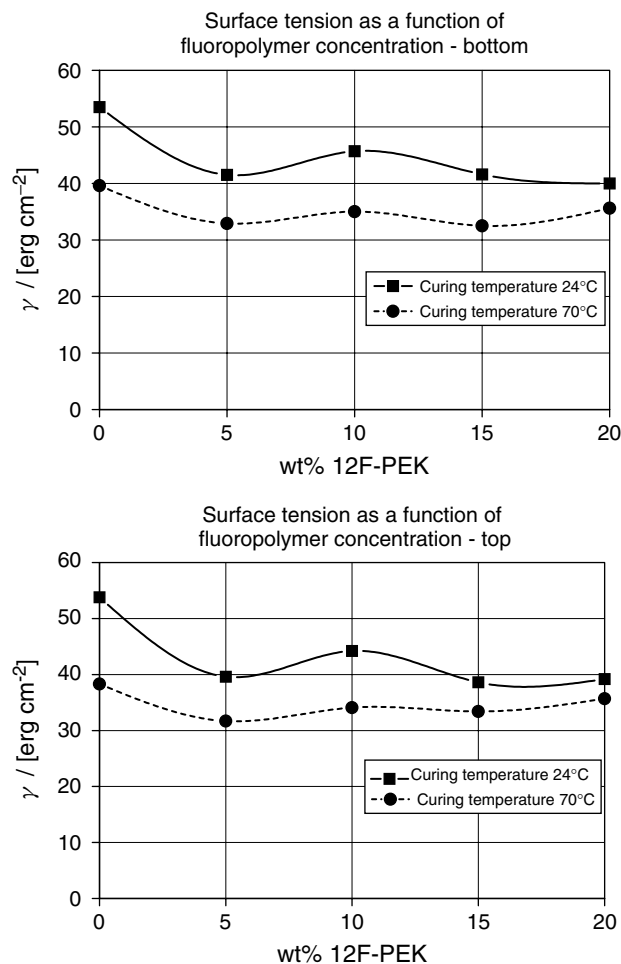 Surface tension as a function of
fluoropolymer concentration - bottom
60
50
40
30
20
10
0
γ / [erg cm⁻²]
Curing temperature 24°C
Curing temperature 70°C
0 5 10 15 20
wt% 12F-PEK
Surface tension as a function of
fluoropolymer concentration - top
60
50
40
30
20
10
0
γ / [erg cm⁻²]
Curing temperature 24°C
Curing temperature 70°C
0 5 10 15 20
wt% 12F-PEK